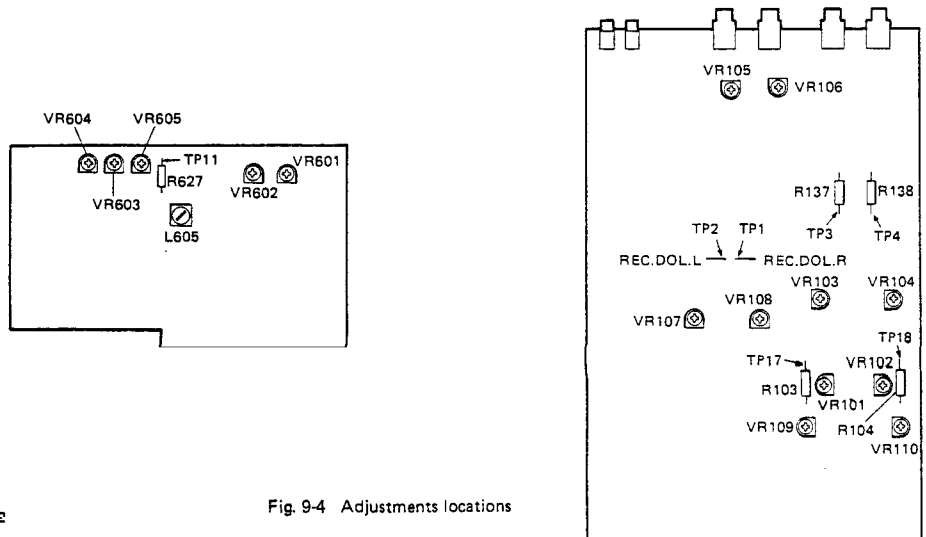 VR604
VR605
TP11
R627
VR603
VR602
VR601
L605
VR105
VR106
R137
R138
TP3
TP4
TP2
TP1
REC.DOL.L
REC.DOL.R
VR103
VR104
VR107
VR108
TP17
VR102
TP18
R103
VR101
R104
VR109
VR110
Fig. 9-4 Adjustments locations